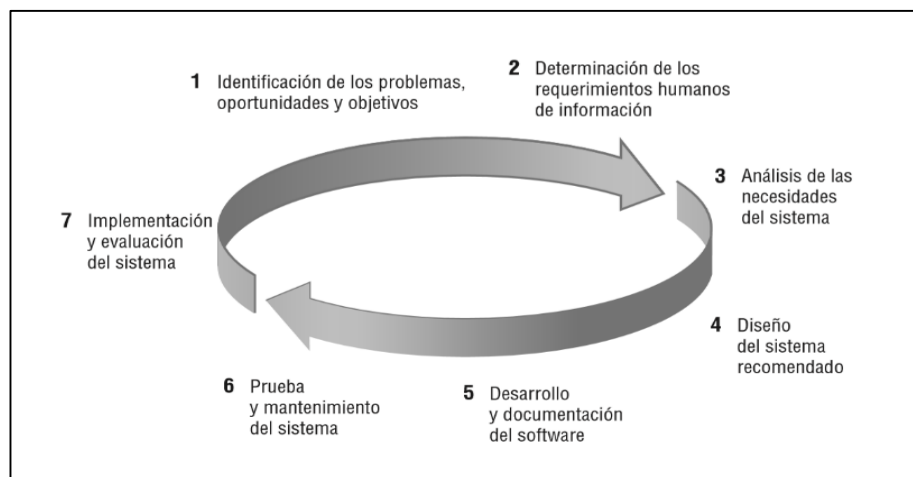 1 Identificación de los problemas,
oportunidades y objetivos
2 Determinación de los
requerimientos humanos
de información
3 Análisis de las
necesidades
del sistema
4 Diseño
del sistema
recomendado
5 Desarrollo
y documentación
del software
6 Prueba
y mantenimiento
del sistema
7 Implementación
y evaluación
del sistema